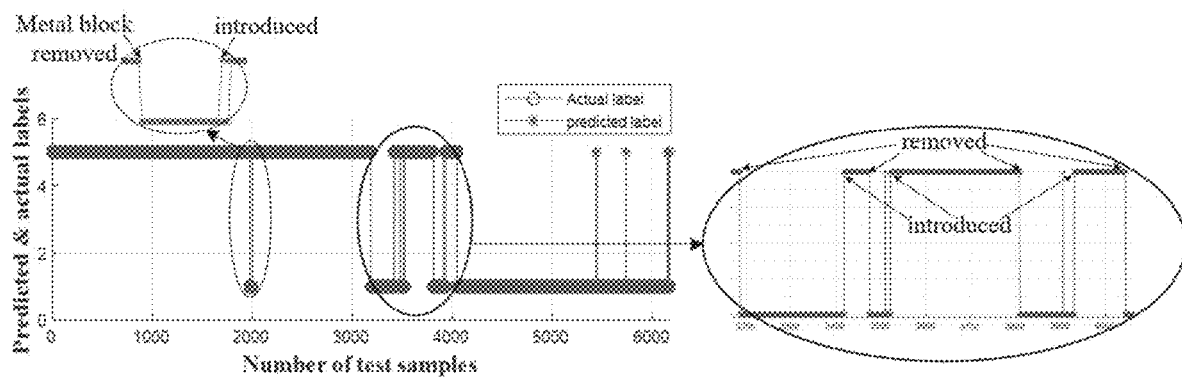 Metal block introduced
removed
Actual label
predicted label
8
4
2
0
0 1000 2000 3000 4000 5000 6000
Predicted & actual labels
Number of test samples
removed
introduced